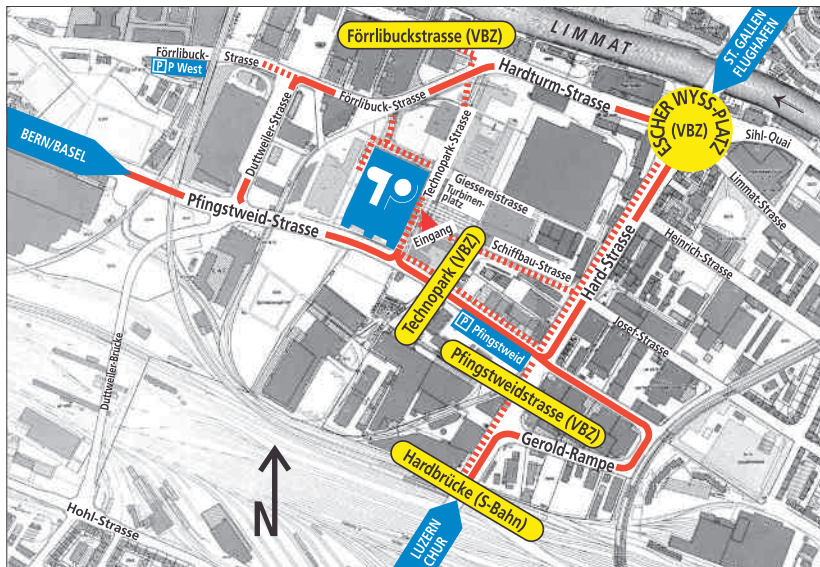 Förrlibuckstrasse (VBZ)
LIMMAT
ST. GALLEN
FLUGHAFEN
Förrlibuck-
Strasse
P P West
Hardturm-Strasse
Förrlibuck-Strasse
ESCHER WYSS-PLATZ
(VBZ)
Sihl-Quai
BERN/BASEL
Duttweiler-Strasse
Technopark-Strasse
Limmat-Strasse
TP
Giessereistrasse
Turbinen-
platz
Pfingstweid-Strasse
Eingang
Heinrich-Strasse
Schiffbau-Strasse
Hard-Strasse
Technopark (VBZ)
P Pfingstweid
Josef-Strasse
Duttweiler-Brücke
Pfingstweidstrasse (VBZ)
Gerold-Rampe
Hardbrücke (S-Bahn)
N
Hohl-Strasse
LUZERN
CHUR